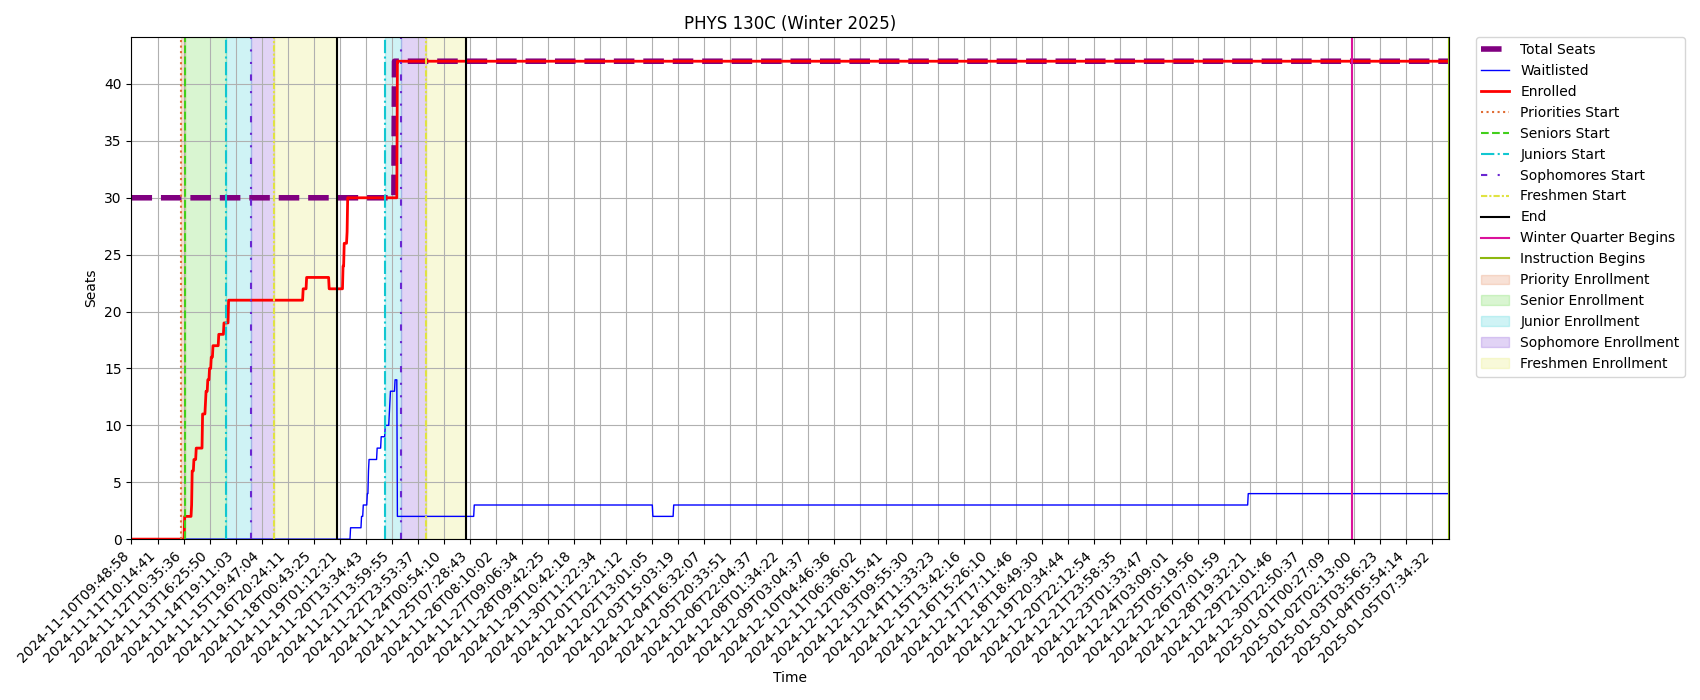 PHYS 130C (Winter 2025)
Seats
40
35
30
25
20
15
10
5
0
2024-11-10T09:48:58
2024-11-11T10:14:41
2024-11-12T10:35:36
2024-11-13T16:25:50
2024-11-14T19:11:03
2024-11-15T19:47:04
2024-11-16T20:24:11
2024-11-18T00:43:25
2024-11-19T01:12:21
2024-11-20T13:34:43
2024-11-21T13:59:55
2024-11-22T23:53:37
2024-11-24T00:54:10
2024-11-25T07:28:43
2024-11-26T08:10:02
2024-11-27T09:06:34
2024-11-28T09:42:25
2024-11-29T10:42:18
2024-11-30T11:22:34
2024-12-01T12:21:12
2024-12-02T13:01:05
2024-12-03T15:03:19
2024-12-04T16:32:07
2024-12-05T20:33:51
2024-12-06T22:04:37
2024-12-08T01:34:22
2024-12-09T03:04:37
2024-12-10T04:46:36
2024-12-11T06:36:02
2024-12-12T08:15:41
2024-12-13T09:55:30
2024-12-14T11:33:23
2024-12-15T13:42:16
2024-12-16T15:26:10
2024-12-17T17:11:46
2024-12-18T18:49:30
2024-12-19T20:34:44
2024-12-20T22:12:54
2024-12-21T23:58:35
2024-12-23T01:33:47
2024-12-24T03:09:01
2024-12-25T05:19:56
2024-12-26T07:01:59
2024-12-28T19:32:21
2024-12-29T21:01:46
2024-12-30T22:50:37
2025-01-01T00:27:09
2025-01-02T02:13:00
2025-01-03T03:56:23
2025-01-04T05:54:14
2025-01-05T07:34:32
Time
Total Seats
Waitlisted
Enrolled
Priorities Start
Seniors Start
Juniors Start
Sophomores Start
Freshmen Start
End
Winter Quarter Begins
Instruction Begins
Priority Enrollment
Senior Enrollment
Junior Enrollment
Sophomore Enrollment
Freshmen Enrollment